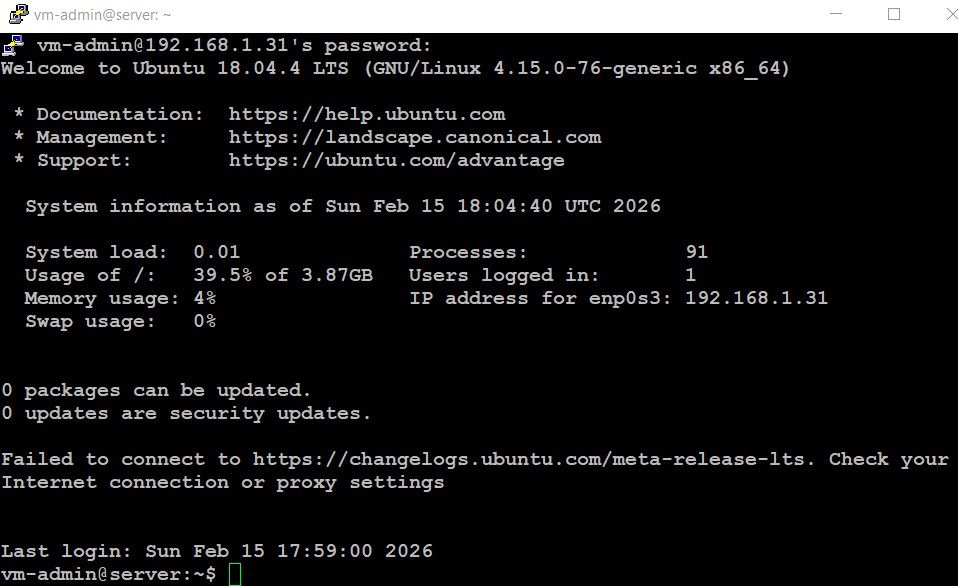 vm-admin@server: ~
vm-admin@192.168.1.31's password:
Welcome to Ubuntu 18.04.4 LTS (GNU/Linux 4.15.0-76-generic x86_64)
* Documentation:  https://help.ubuntu.com
* Management:     https://landscape.canonical.com
* Support:        https://ubuntu.com/advantage
System information as of Sun Feb 15 18:04:40 UTC 2026
System load:  0.01              Processes:             91
Usage of /:   39.5% of 3.87GB   Users logged in:       1
Memory usage: 4%                IP address for enp0s3: 192.168.1.31
Swap usage:   0%
0 packages can be updated.
0 updates are security updates.
Failed to connect to https://changelogs.ubuntu.com/meta-release-lts. Check your
Internet connection or proxy settings
Last login: Sun Feb 15 17:59:00 2026
vm-admin@server:~$